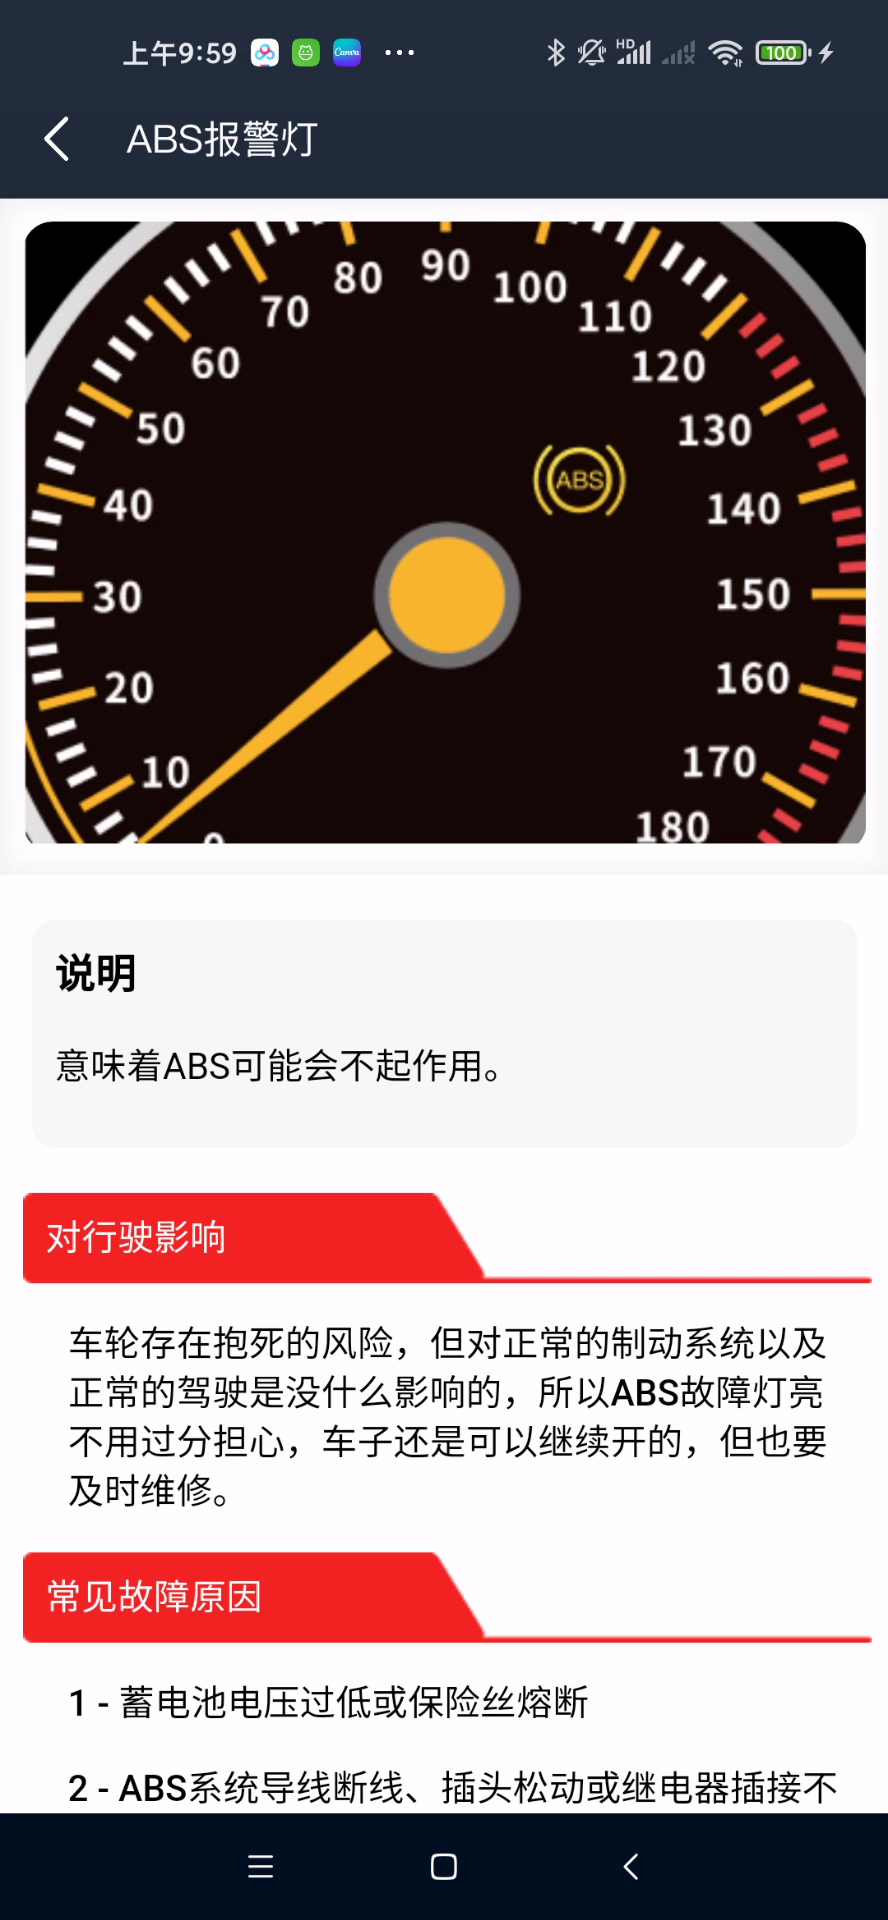 上午9:59 Canva ... HD 100
ABS报警灯
90
80
100
70
110
60
120
50
130
ABS
40
140
30
150
20
160
10
170
0
180
说明
意味着ABS可能会不起作用。
对行驶影响
车轮存在抱死的风险，但对正常的制动系统以及
正常的驾驶是没什么影响的，所以ABS故障灯亮
不用过分担心，车子还是可以继续开的，但也要
及时维修。
常见故障原因
1 - 蓄电池电压过低或保险丝熔断
2 - ABS系统导线断线、插头松动或继电器插接不